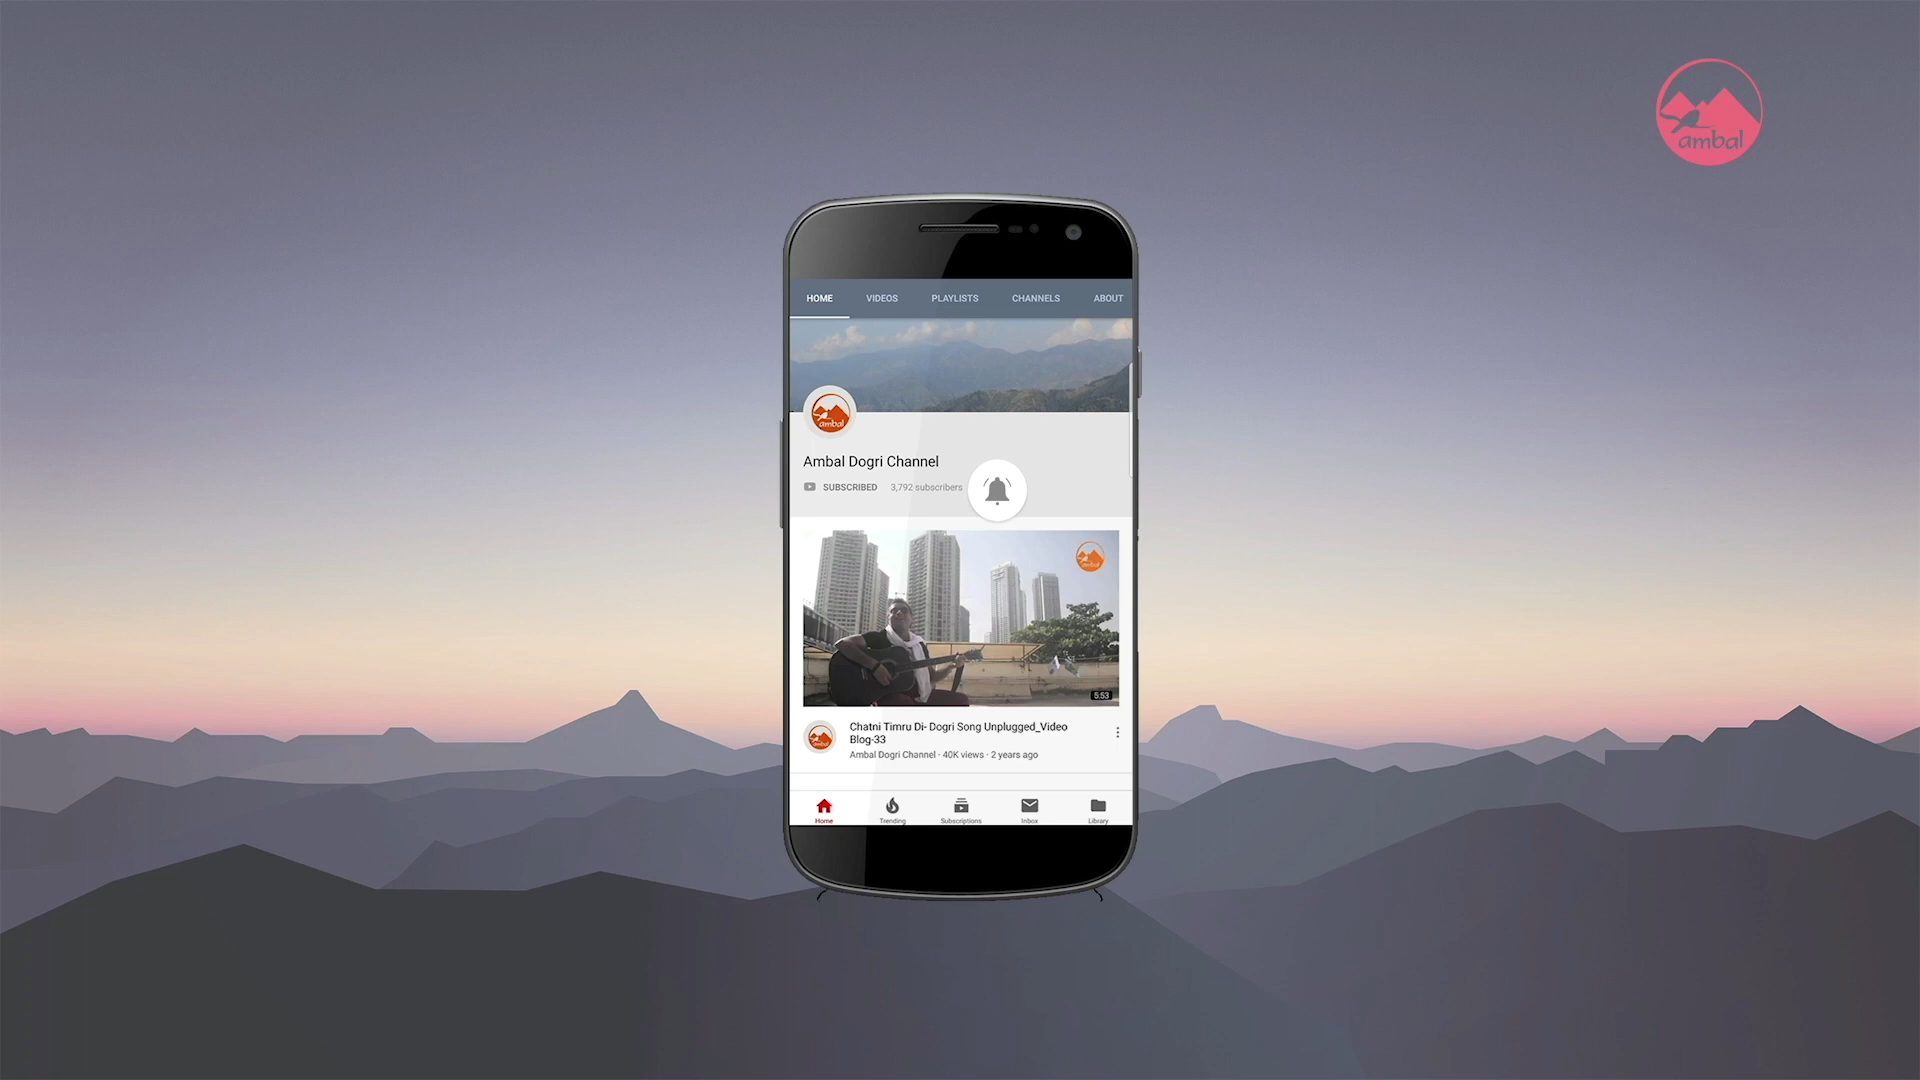 ambal
HOME VIDEOS PLAYLISTS CHANNELS ABOUT
ambal
Ambal Dogri Channel
SUBSCRIBED 3,792 subscribers
ambal
5:53
Chatni Timru Di- Dogri Song Unplugged_Video
Blog-33
ambal
Ambal Dogri Channel · 40K views · 2 years ago
Home Trending Subscriptions Inbox Library